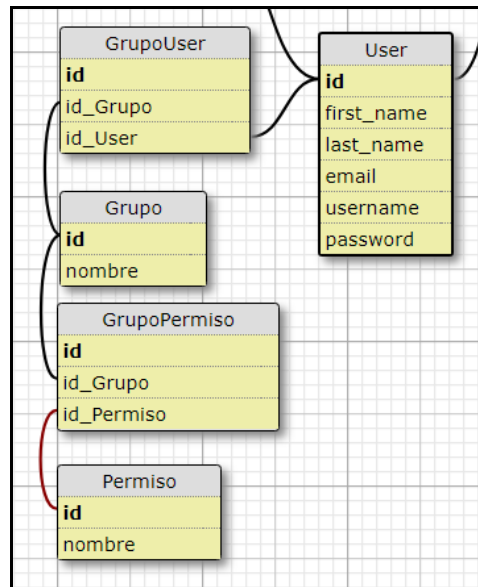 GrupoUser
id
id_Grupo
id_User
User
id
first_name
last_name
email
username
password
Grupo
id
nombre
GrupoPermiso
id
id_Grupo
id_Permiso
Permiso
id
nombre